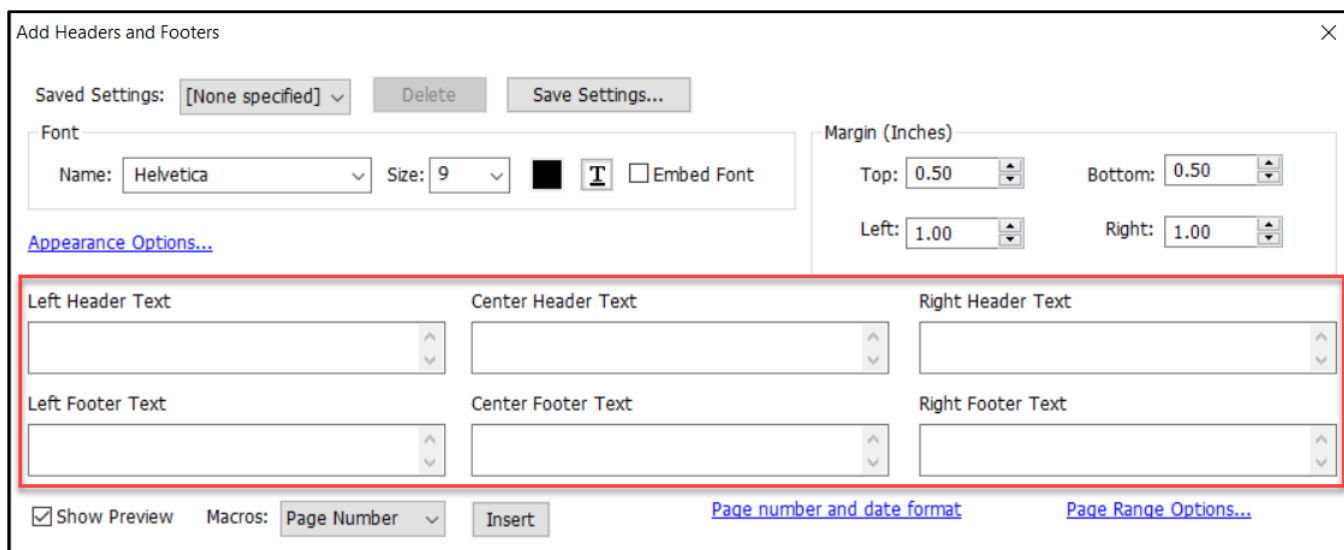 Add Headers and Footers
Saved Settings: [None specified] Delete Save Settings...
Font
Name: Helvetica Size: 9 T Embed Font
Appearance Options...
Margin (Inches)
Top: 0.50 Bottom: 0.50
Left: 1.00 Right: 1.00
Left Header Text Center Header Text Right Header Text
Left Footer Text Center Footer Text Right Footer Text
Show Preview Macros: Page Number Insert Page number and date format Page Range Options...